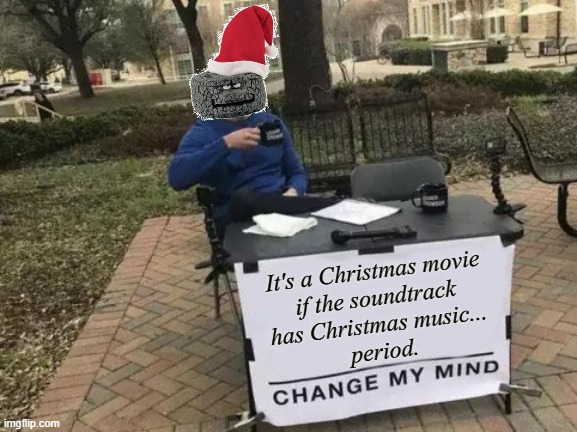 It's a Christmas movie
if the soundtrack
has Christmas music...
period.
CHANGE MY MIND
imgflip.com